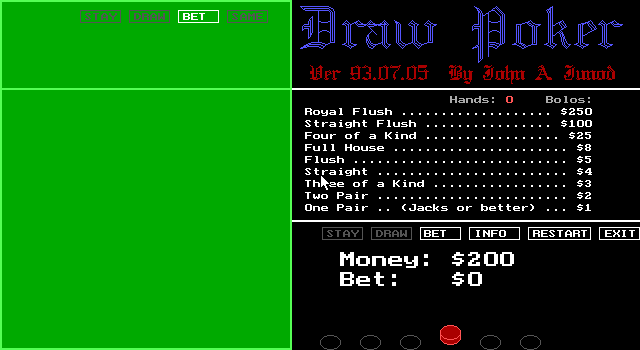 STAY DRAW BET SAME
Draw Poker
Ver 93.07.05 By John A Junod
Hands: 0 Bolos:
Royal Flush .................... $250
Straight Flush ................. $100
Four of a Kind .................. $25
Full House ....................... $8
Flush ............................ $5
Straight ......................... $4
Three of a Kind .................. $3
Two Pair ......................... $2
One Pair .. (Jacks or better) ... $1
STAY DRAW BET INFO RESTART EXIT
Money: $200
Bet: $0